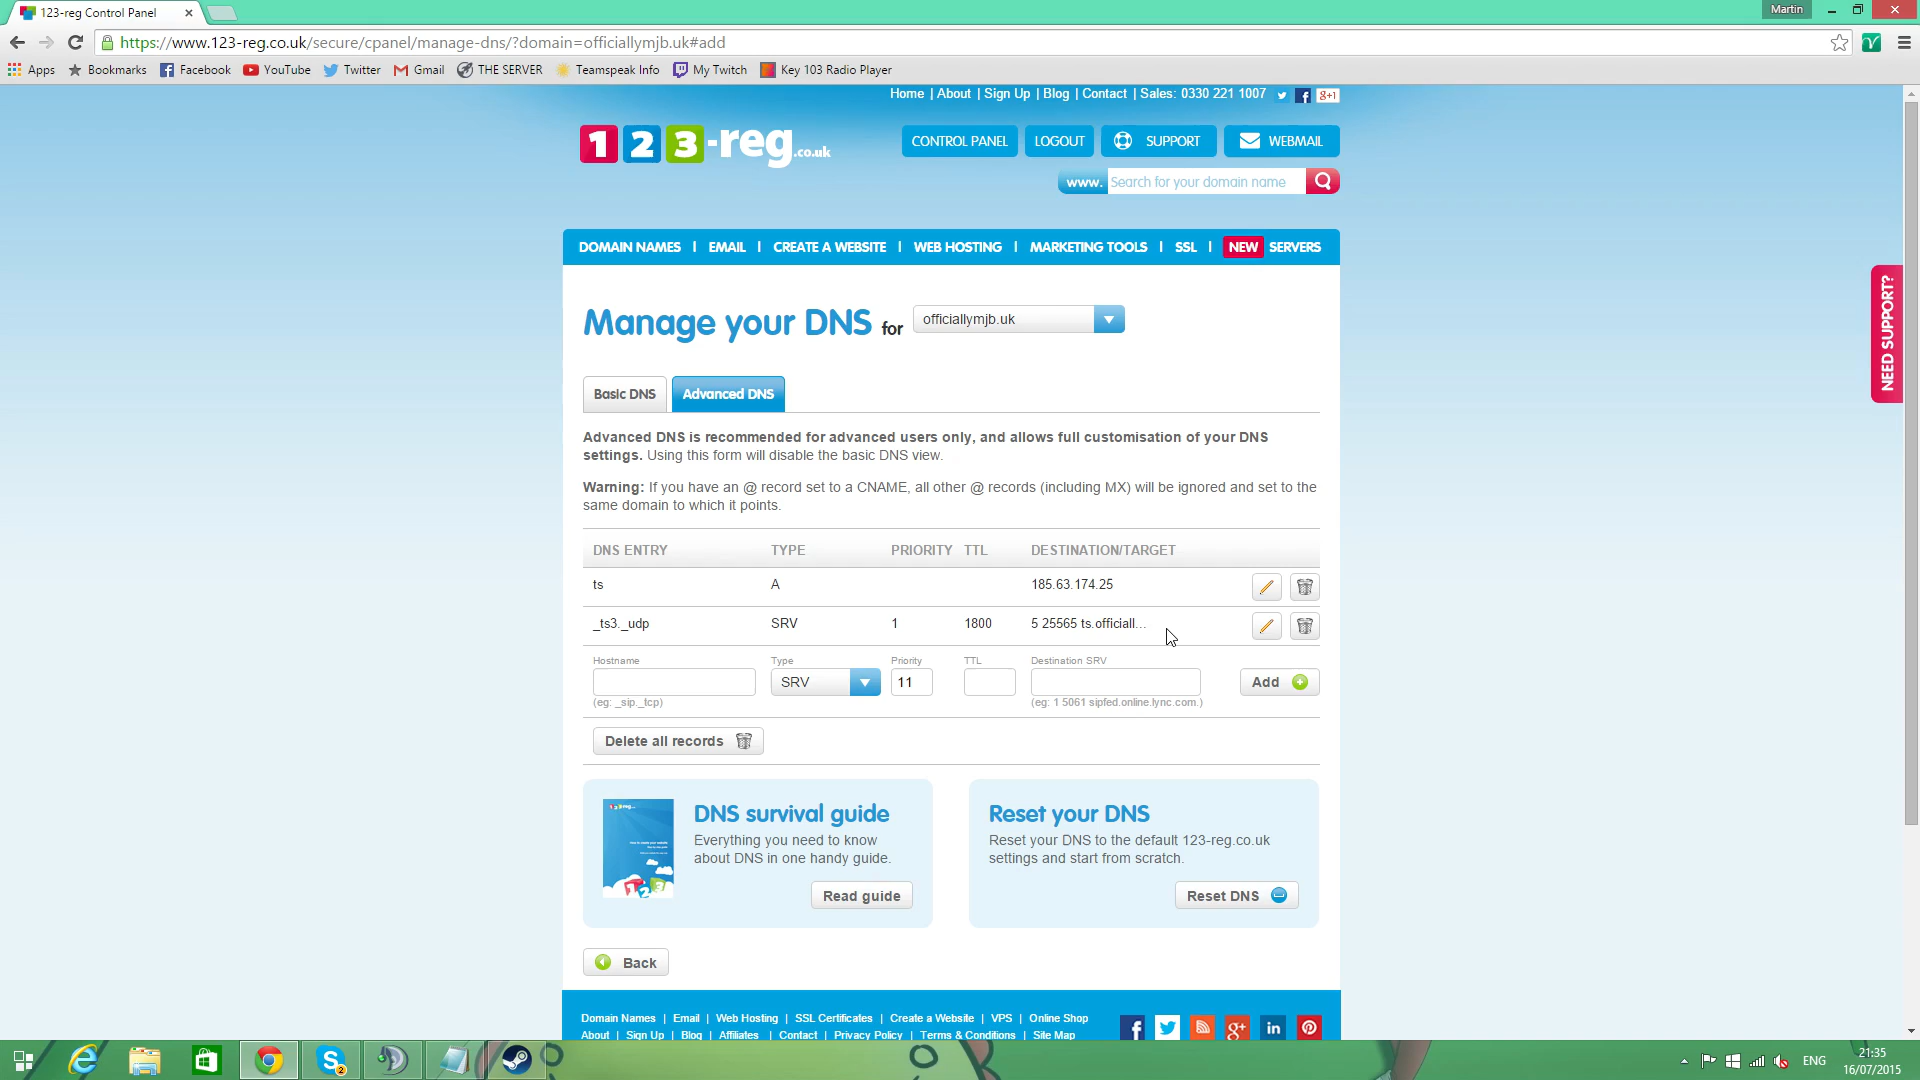 123-reg Control Panel
Martin
https://www.123-reg.co.uk/secure/cpanel/manage-dns/?domain=officiallymjb.uk#add
Apps Bookmarks Facebook YouTube Twitter Gmail THE SERVER Teamspeak Info My Twitch Key 103 Radio Player
Home | About | Sign Up | Blog | Contact | Sales: 0330 221 1007 g+1
123-reg.co.uk
CONTROL PANEL LOGOUT SUPPORT WEBMAIL
www. Search for your domain name
DOMAIN NAMES | EMAIL | CREATE A WEBSITE | WEB HOSTING | MARKETING TOOLS | SSL | NEW SERVERS
NEED SUPPORT?
Manage your DNS for officiallymjb.uk
Basic DNS Advanced DNS
Advanced DNS is recommended for advanced users only, and allows full customisation of your DNS
settings. Using this form will disable the basic DNS view.
Warning: If you have an @ record set to a CNAME, all other @ records (including MX) will be ignored and set to the
same domain to which it points.
DNS ENTRY TYPE PRIORITY TTL DESTINATION/TARGET
ts A 185.63.174.25
_ts3._udp SRV 1 1800 5 25565 ts.officiall...
Hostname Type Priority TTL Destination SRV
SRV 11 Add
(eg: _sip._tcp) (eg: 1 5061 sipfed.online.lync.com.)
Delete all records
DNS survival guide
Everything you need to know
about DNS in one handy guide.
Read guide
Reset your DNS
Reset your DNS to the default 123-reg.co.uk
settings and start from scratch.
Reset DNS
Back
Domain Names | Email | Web Hosting | SSL Certificates | Create a Website | VPS | Online Shop
About | Sign Up | Blog | Affiliates | Contact | Privacy Policy | Terms & Conditions | Site Map
2
ENG
21:35
16/07/2015